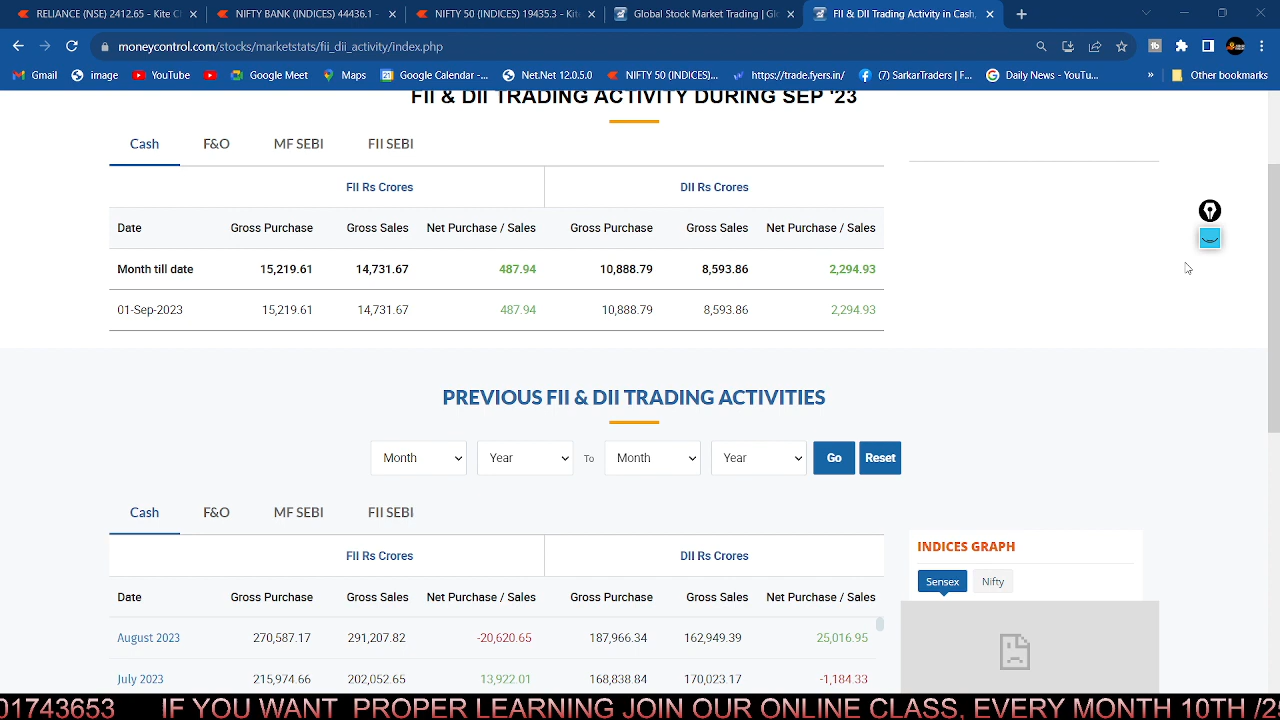 RELIANCE (NSE) 2412.65 - Kite C
NIFTY BANK (INDICES) 44436.1 -
NIFTY 50 (INDICES) 19435.3 - Kite
Global Stock Market Trading | Glo
FII & DII Trading Activity in Cash,
moneycontrol.com/stocks/marketstats/fii_dii_activity/index.php
Gmail image YouTube Google Meet Maps Google Calendar -... Net.Net 12.0.5.0 NIFTY 50 (INDICES)... https://trade.fyers.in/ (7) SarkarTraders | F... Daily News - YouTu... » Other bookmarks
FII & DII TRADING ACTIVITY DURING SEP '23
Cash F&O MF SEBI FII SEBI
FII Rs Crores DII Rs Crores
Date Gross Purchase Gross Sales Net Purchase / Sales Gross Purchase Gross Sales Net Purchase / Sales
Month till date 15,219.61 14,731.67 487.94 10,888.79 8,593.86 2,294.93
01-Sep-2023 15,219.61 14,731.67 487.94 10,888.79 8,593.86 2,294.93
PREVIOUS FII & DII TRADING ACTIVITIES
Month Year To Month Year Go Reset
Cash F&O MF SEBI FII SEBI
FII Rs Crores DII Rs Crores
INDICES GRAPH
Sensex Nifty
Date Gross Purchase Gross Sales Net Purchase / Sales Gross Purchase Gross Sales Net Purchase / Sales
August 2023 270,587.17 291,207.82 -20,620.65 187,966.34 162,949.39 25,016.95
July 2023 215,974.66 202,052.65 13,922.01 168,838.84 170,023.17 -1,184.33
01743653 IF YOU WANT PROPER LEARNING JOIN OUR ONLINE CLASS, EVERY MONTH 10TH /2